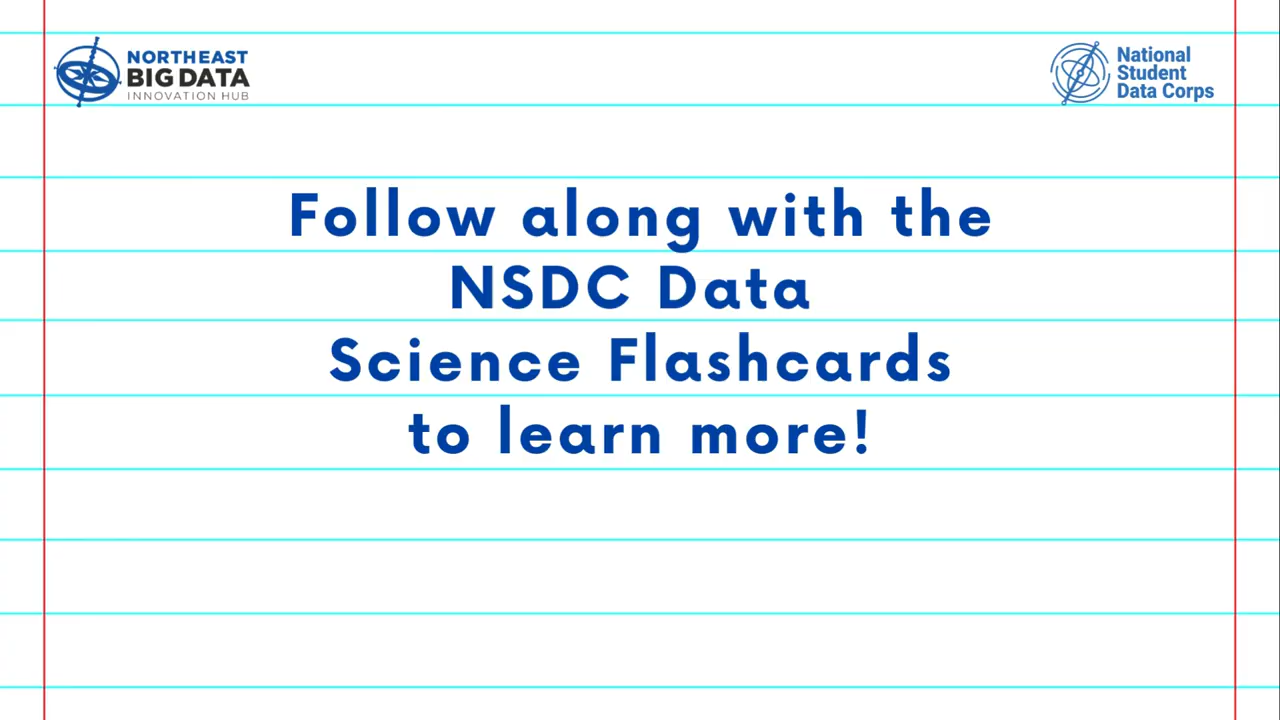 NORTHEAST
BIG DATA
INNOVATION HUB
National
Student
Data Corps
Follow along with the
NSDC Data
Science Flashcards
to learn more!